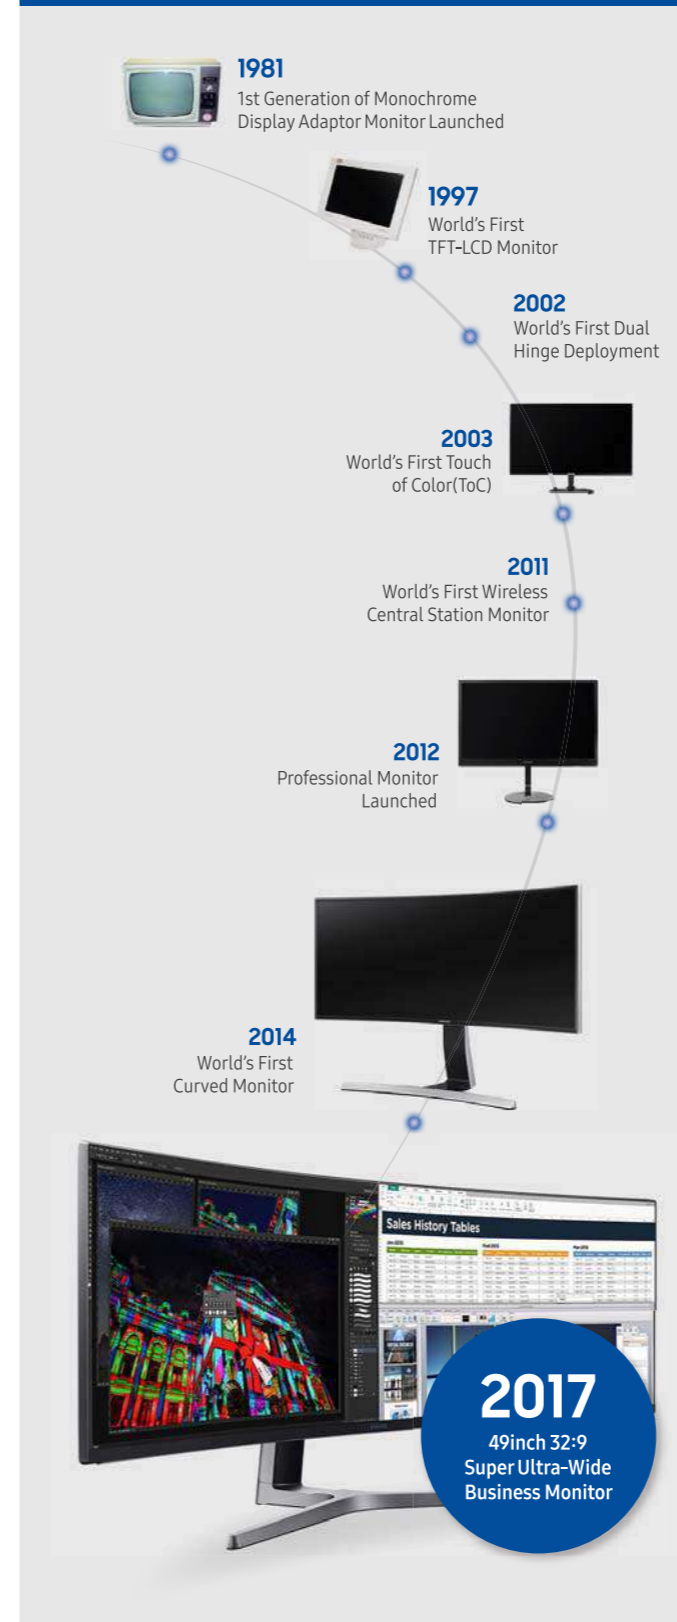 1981
1st Generation of Monochrome
Display Adaptor Monitor Launched
1997
World's First
TFT-LCD Monitor
2002
World's First Dual
Hinge Deployment
2003
World's First Touch
of Color(ToC)
2011
World's First Wireless
Central Station Monitor
2012
Professional Monitor
Launched
2014
World's First
Curved Monitor
Sales History Tables
2017
49inch 32:9
Super Ultra-Wide
Business Monitor